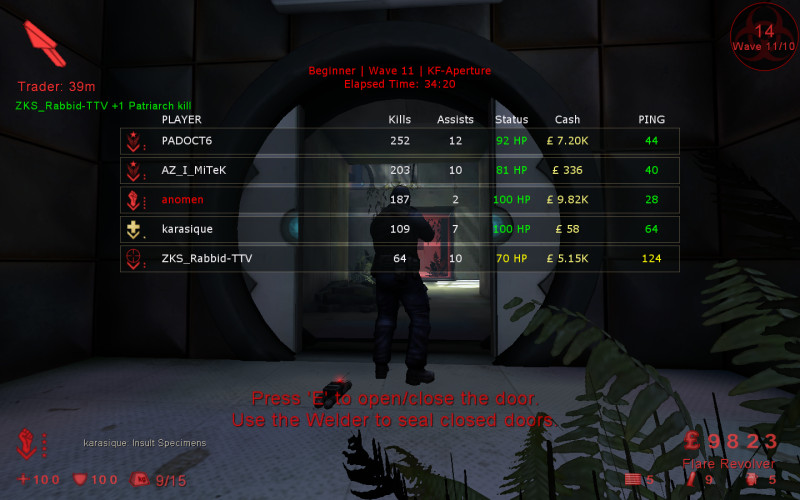 14
Wave 11/10
Trader: 39m
Beginner | Wave 11 | KF-Aperture
Elapsed Time: 34:20
ZKS_Rabbid-TTV +1 Patriarch kill
PLAYER Kills Assists Status Cash PING
PADOCT6 252 12 92 HP £ 7.20K 44
AZ_I_MiTeK 203 10 81 HP £ 336 40
anomen 187 2 100 HP £ 9.82K 28
karasique 109 7 100 HP £ 58 64
ZKS_Rabbid-TTV 64 10 70 HP £ 5.15K 124
Press 'E' to open/close the door.
Use the Welder to seal closed doors.
karasique: Insult Specimens
£ 9823
Flare Revolver
100 100 9/15 5 9 5